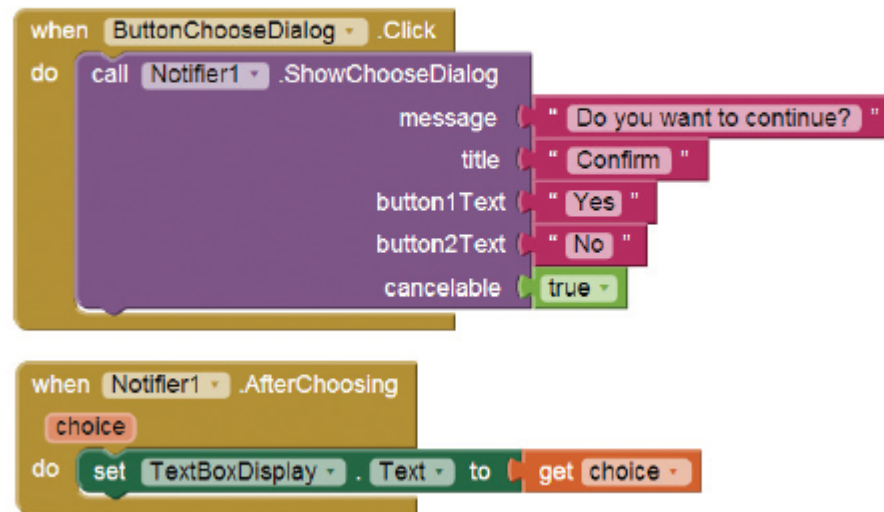 when ButtonChooseDialog .Click
do call Notifier1 .ShowChooseDialog
message " Do you want to continue? "
title " Confirm "
button1Text " Yes "
button2Text " No "
cancelable true
when Notifier1 .AfterChoosing
choice
do set TextBoxDisplay . Text to get choice